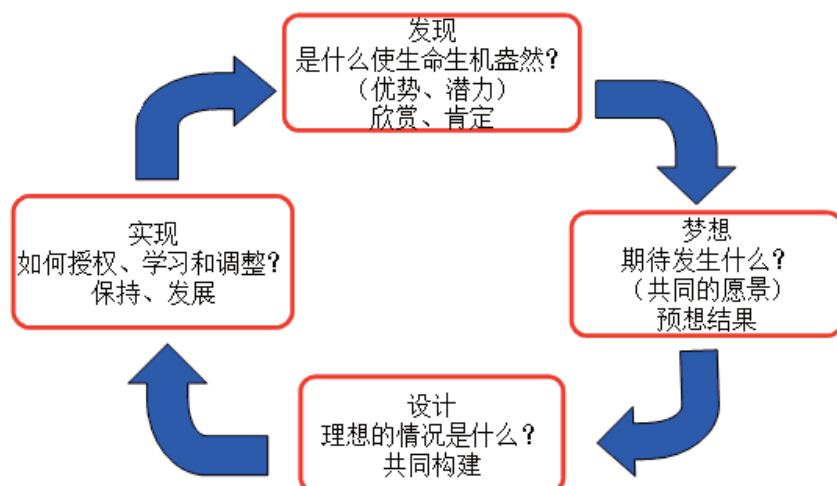 发现
是什么使生命生机盎然？
（优势、潜力）
欣赏、肯定
梦想
期待发生什么？
（共同的愿景）
预想结果
设计
理想的情况是什么？
共同构建
实现
如何授权、学习和调整？
保持、发展